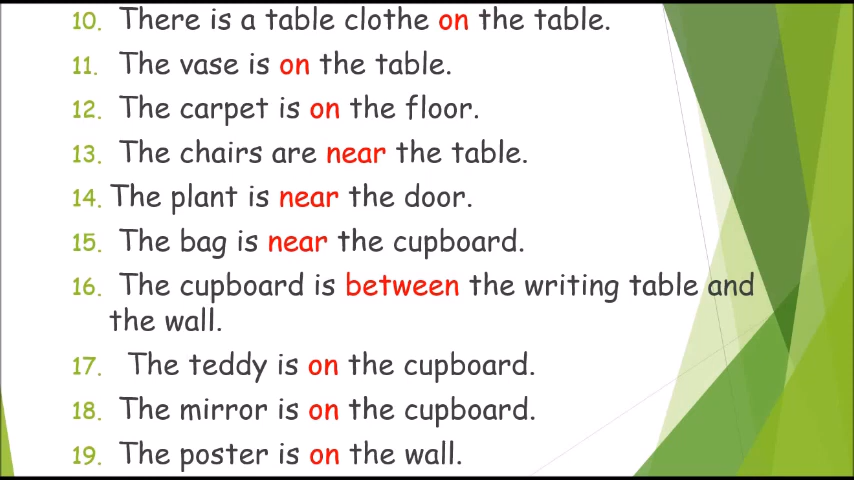 10. There is a table clothe on the table.
11. The vase is on the table.
12. The carpet is on the floor.
13. The chairs are near the table.
14. The plant is near the door.
15. The bag is near the cupboard.
16. The cupboard is between the writing table and
the wall.
17. The teddy is on the cupboard.
18. The mirror is on the cupboard.
19. The poster is on the wall.